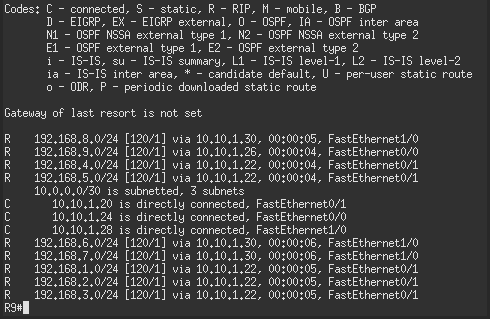 Codes: C - connected, S - static, R - RIP, M - mobile, B - BGP
D - EIGRP, EX - EIGRP external, O - OSPF, IA - OSPF inter area
N1 - OSPF NSSA external type 1, N2 - OSPF NSSA external type 2
E1 - OSPF external type 1, E2 - OSPF external type 2
i - IS-IS, su - IS-IS summary, L1 - IS-IS level-1, L2 - IS-IS level-2
ia - IS-IS inter area, * - candidate default, U - per-user static route
o - ODR, P - periodic downloaded static route
Gateway of last resort is not set
R 192.168.8.0/24 [120/1] via 10.10.1.30, 00:00:05, FastEthernet1/0
R 192.168.9.0/24 [120/1] via 10.10.1.26, 00:00:04, FastEthernet0/0
R 192.168.4.0/24 [120/1] via 10.10.1.22, 00:00:04, FastEthernet0/1
R 192.168.5.0/24 [120/1] via 10.10.1.22, 00:00:04, FastEthernet0/1
10.0.0.0/30 is subnetted, 3 subnets
C 10.10.1.20 is directly connected, FastEthernet0/1
C 10.10.1.24 is directly connected, FastEthernet0/0
C 10.10.1.28 is directly connected, FastEthernet1/0
R 192.168.6.0/24 [120/1] via 10.10.1.30, 00:00:06, FastEthernet1/0
R 192.168.7.0/24 [120/1] via 10.10.1.30, 00:00:06, FastEthernet1/0
R 192.168.1.0/24 [120/2] via 10.10.1.22, 00:00:05, FastEthernet0/1
R 192.168.2.0/24 [120/2] via 10.10.1.22, 00:00:05, FastEthernet0/1
R 192.168.3.0/24 [120/2] via 10.10.1.22, 00:00:05, FastEthernet0/1
R9#